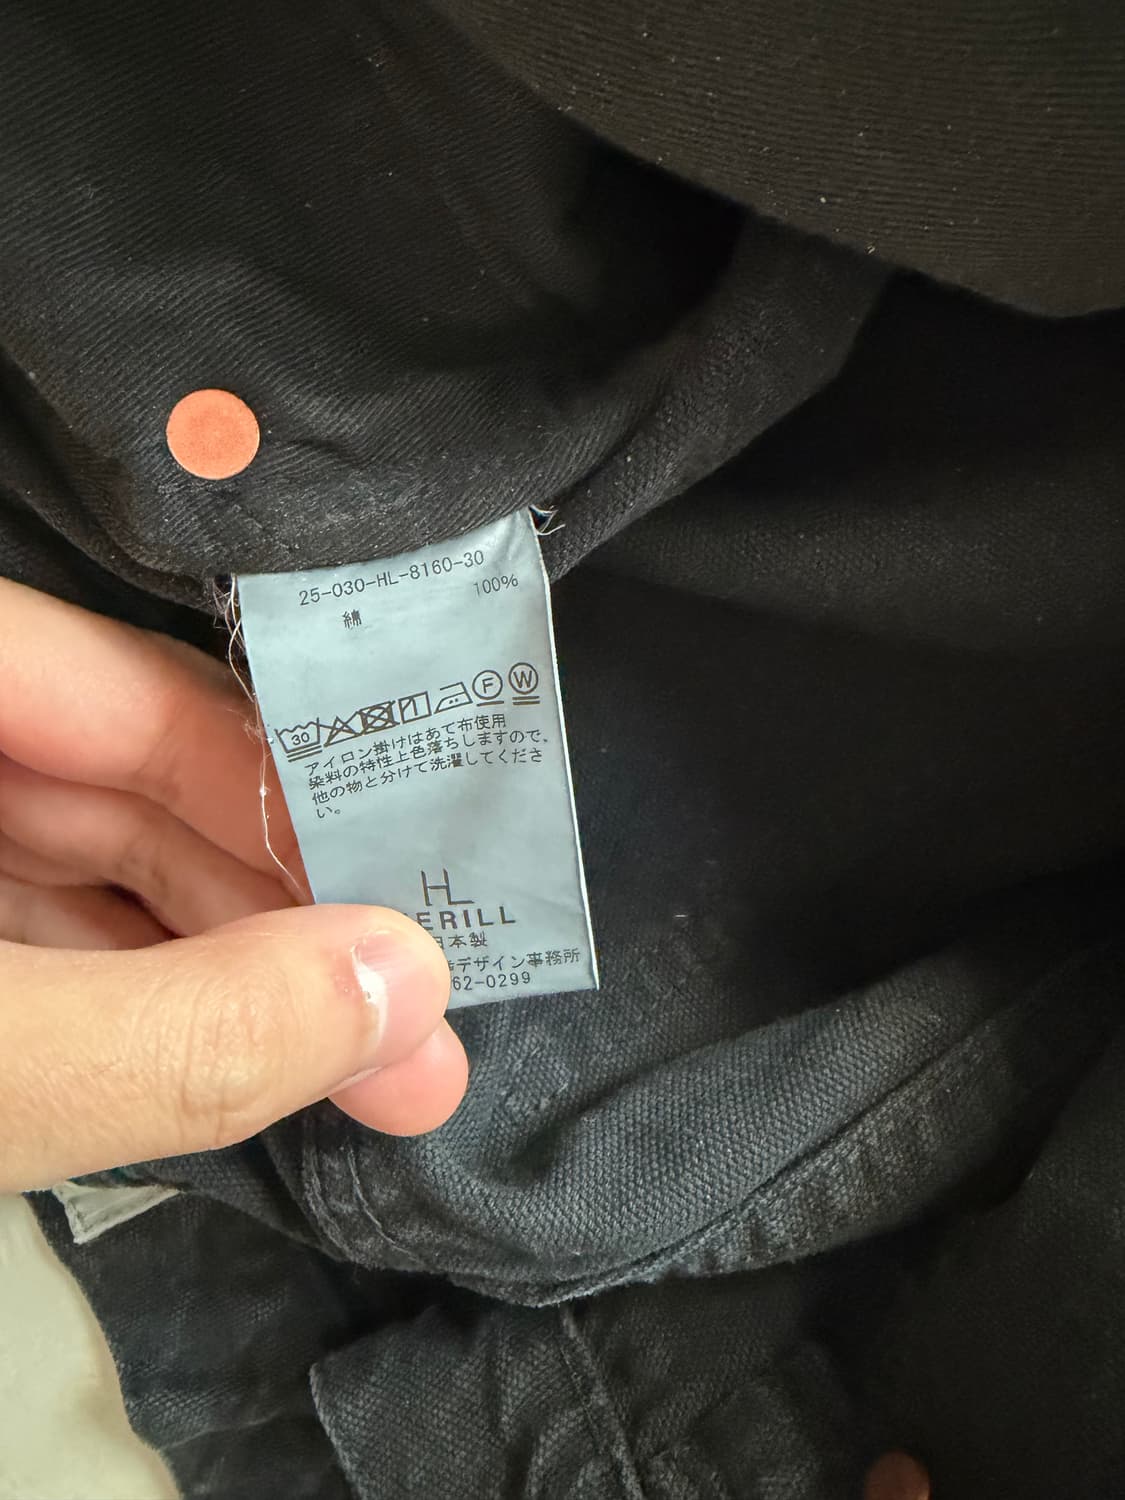 25-030-HL-8160-30
綿 100%
30 F W
アイロン掛けはあて布使用
染料の特性上色落ちしますので、
他の物と分けて洗濯してくださ
い。
HL
ERILL
日本製
デザイン事務所
62-0299